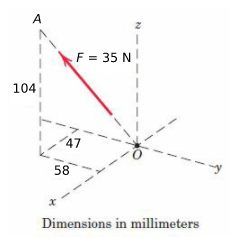 z
A
F = 35 N
104
47
O
58
y
x
Dimensions in millimeters